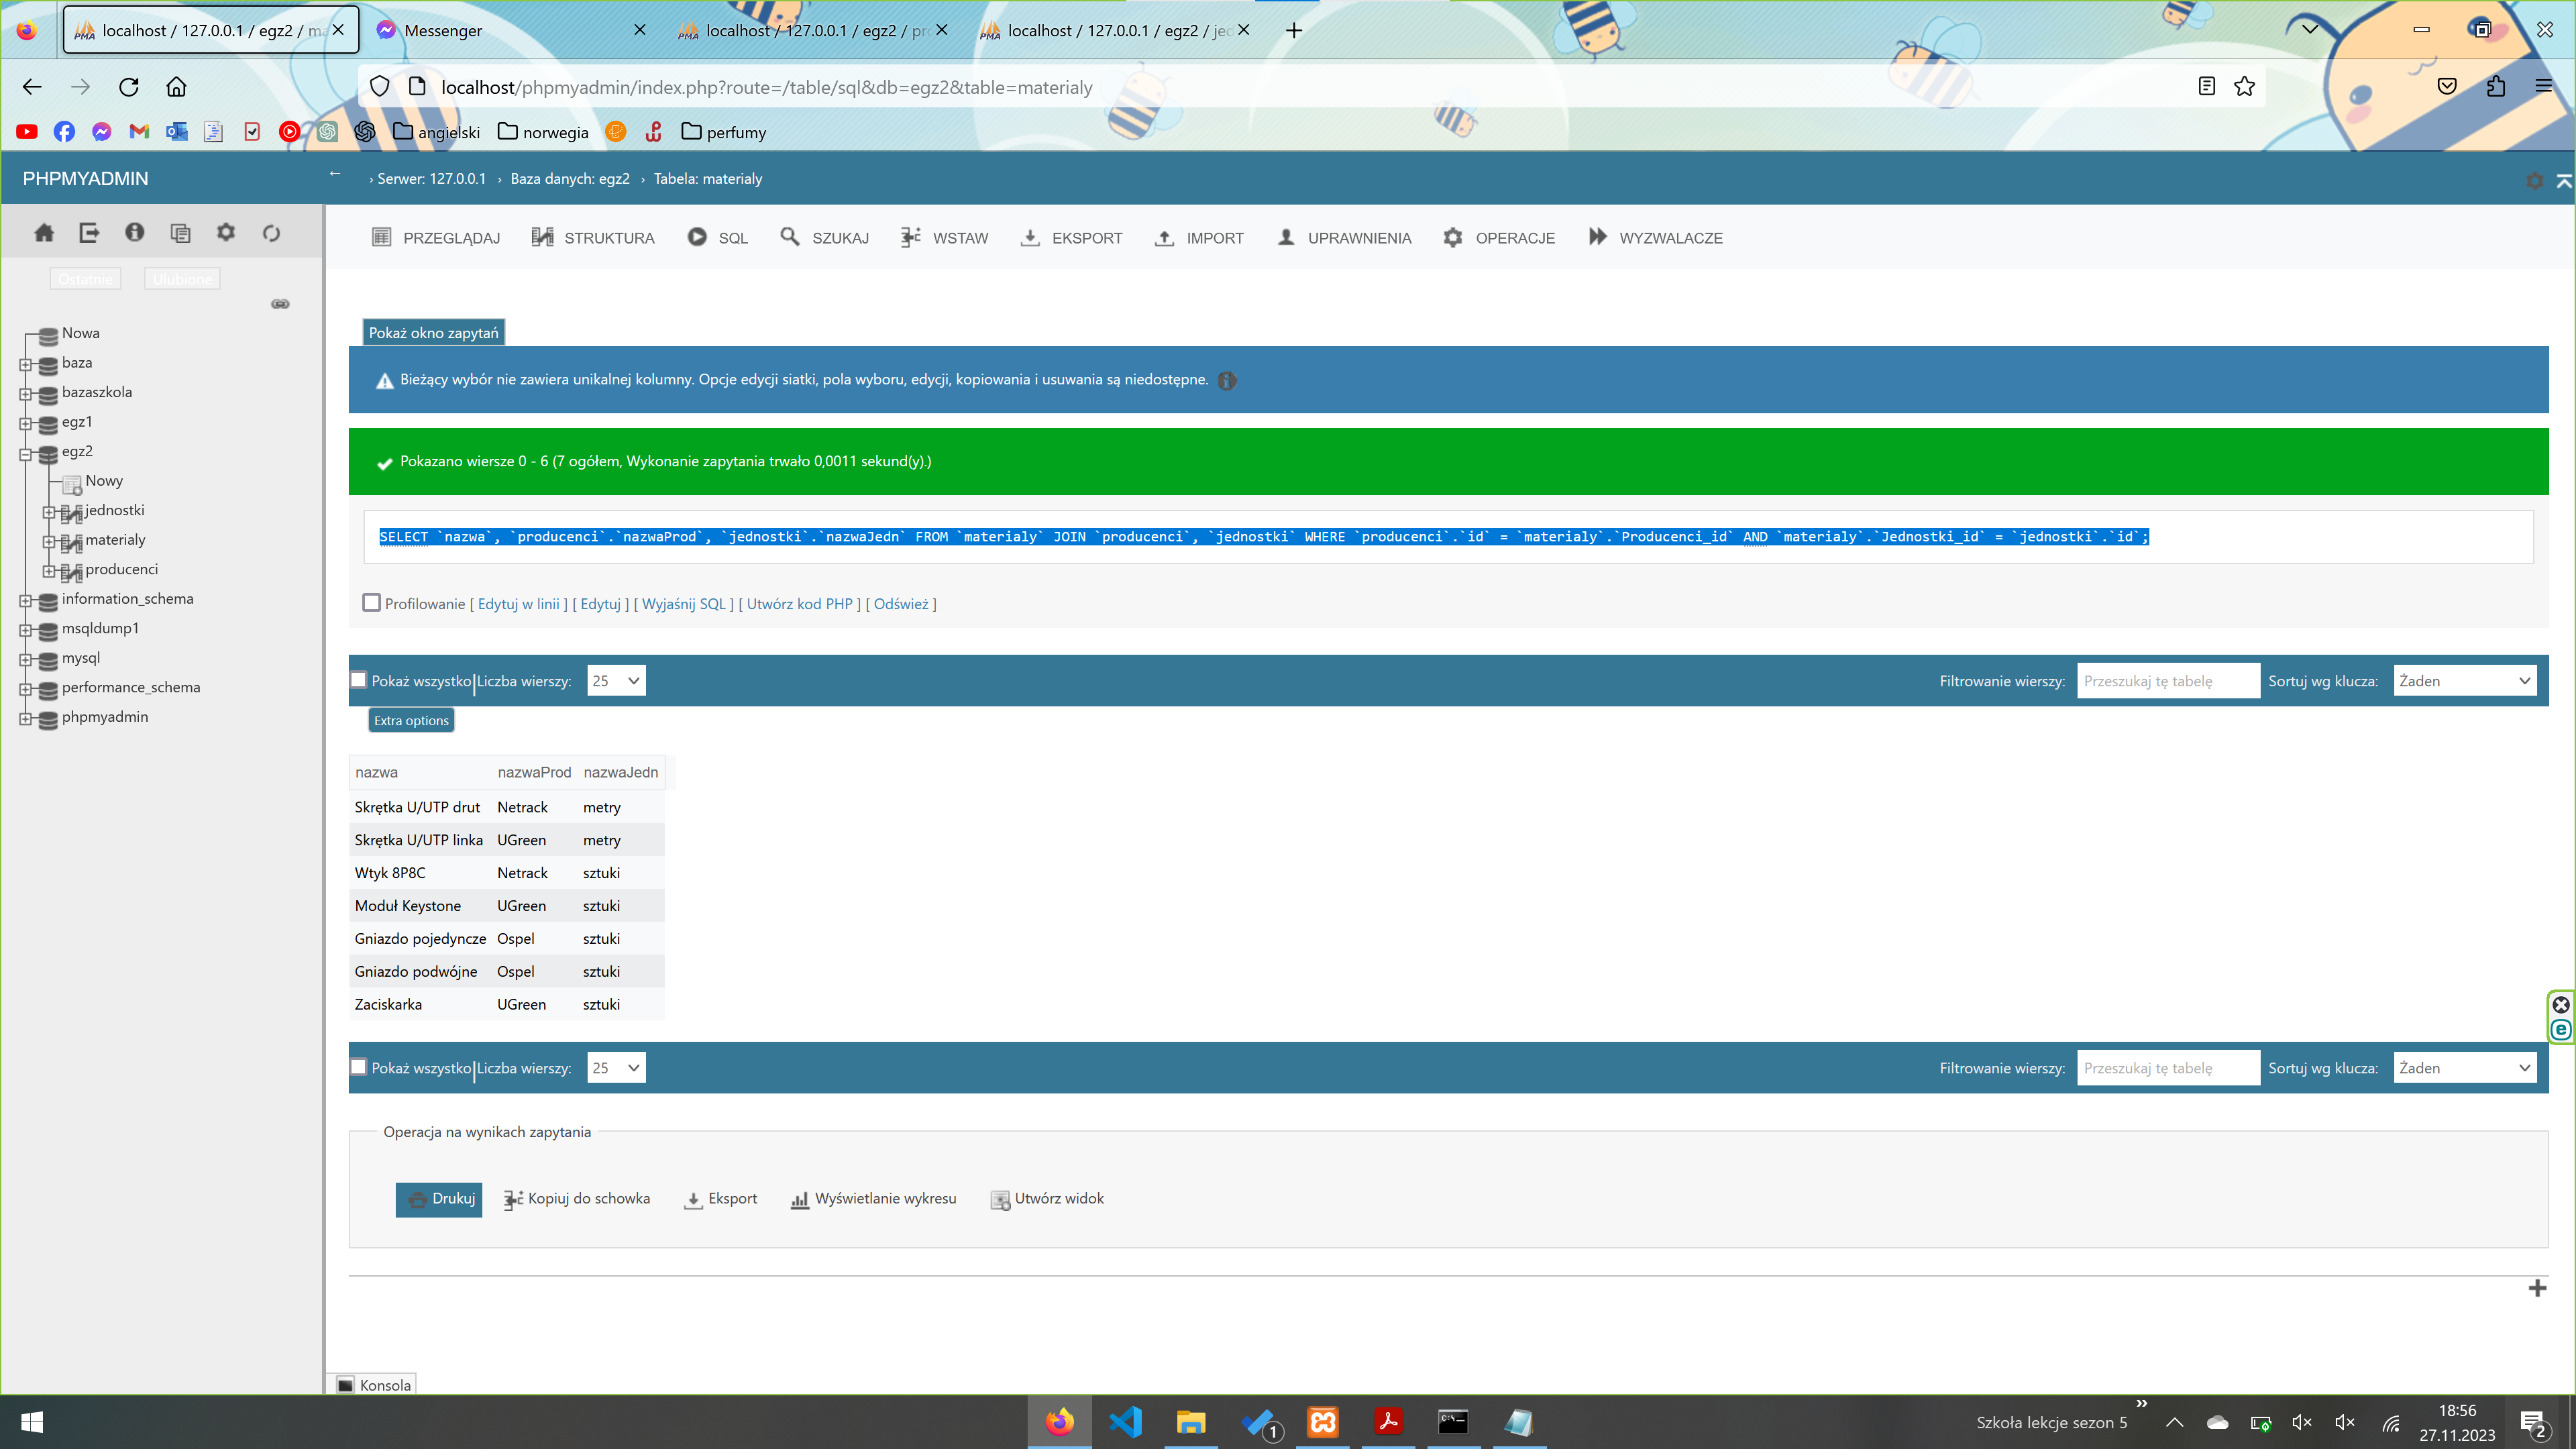 localhost / 127.0.0.1 / egz2 / ma
Messenger
localhost / 127.0.0.1 / egz2 / pro
localhost / 127.0.0.1 / egz2 / jed
localhost/phpmyadmin/index.php?route=/table/sql&db=egz2&table=materialy
angielski
norwegia
perfumy
PHPMYADMIN
← › Serwer: 127.0.0.1 › Baza danych: egz2 › Tabela: materialy
PRZEGLĄDAJ STRUKTURA SQL SZUKAJ WSTAW EKSPORT IMPORT UPRAWNIENIA OPERACJE WYZWALACZE
Ostatnie Ulubione
Nowa
baza
bazaszkola
egz1
egz2
Nowy
jednostki
materialy
producenci
information_schema
msqldump1
mysql
performance_schema
phpmyadmin
Pokaż okno zapytań
Bieżący wybór nie zawiera unikalnej kolumny. Opcje edycji siatki, pola wyboru, edycji, kopiowania i usuwania są niedostępne.
Pokazano wiersze 0 - 6 (7 ogółem, Wykonanie zapytania trwało 0,0011 sekund(y).)
SELECT `nazwa`, `producenci`.`nazwaProd`, `jednostki`.`nazwaJedn` FROM `materialy` JOIN `producenci`, `jednostki` WHERE `producenci`.`id` = `materialy`.`Producenci_id` AND `materialy`.`Jednostki_id` = `jednostki`.`id`;
Profilowanie [ Edytuj w linii ] [ Edytuj ] [ Wyjaśnij SQL ] [ Utwórz kod PHP ] [ Odśwież ]
Pokaż wszystko | Liczba wierszy: 25 Filtrowanie wierszy: Przeszukaj tę tabelę Sortuj wg klucza: Żaden
Extra options
nazwa nazwaProd nazwaJedn
Skrętka U/UTP drut Netrack metry
Skrętka U/UTP linka UGreen metry
Wtyk 8P8C Netrack sztuki
Moduł Keystone UGreen sztuki
Gniazdo pojedyncze Ospel sztuki
Gniazdo podwójne Ospel sztuki
Zaciskarka UGreen sztuki
Pokaż wszystko | Liczba wierszy: 25 Filtrowanie wierszy: Przeszukaj tę tabelę Sortuj wg klucza: Żaden
Operacja na wynikach zapytania
Drukuj Kopiuj do schowka Eksport Wyświetlanie wykresu Utwórz widok
Konsola
Szkoła lekcje sezon 5
18:56
27.11.2023
1
2